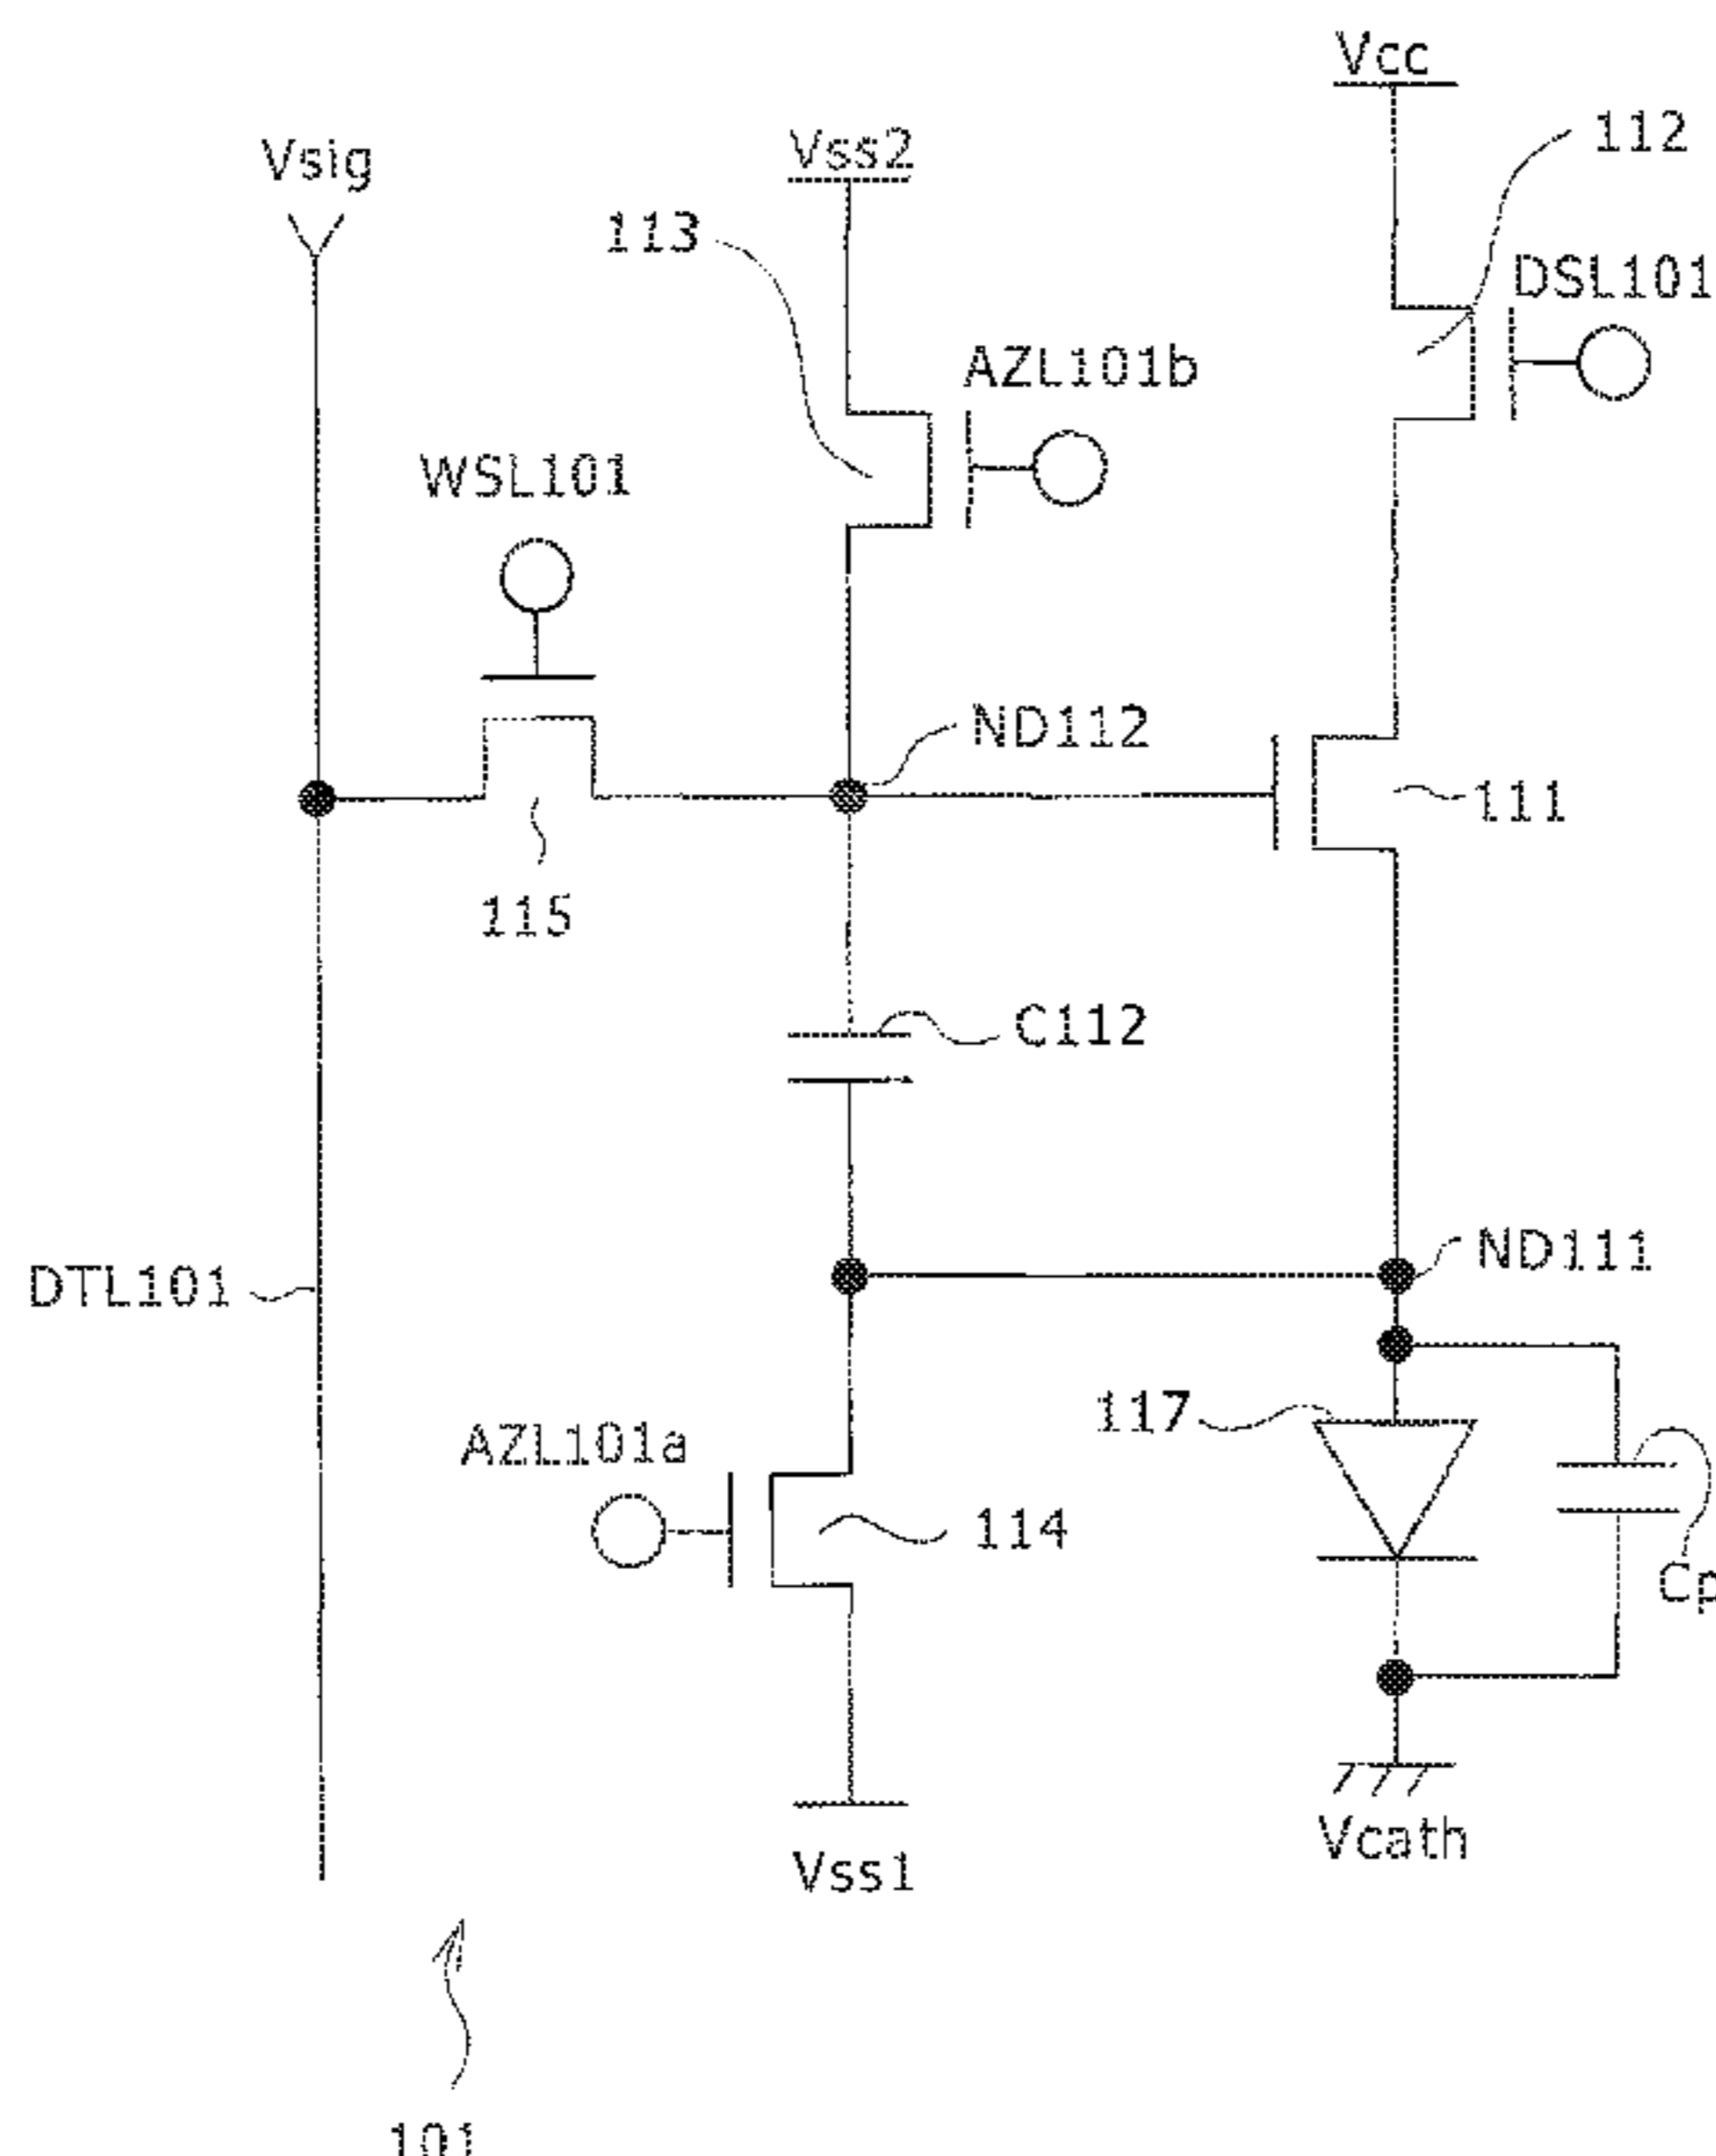 Vcc
112
Vsig
Vss2
113
DSL101
AZL101b
WSL101
ND112
111
115
C112
ND111
DTL101
117
AZL101a
114
Cp
Vcath
Vss1
101